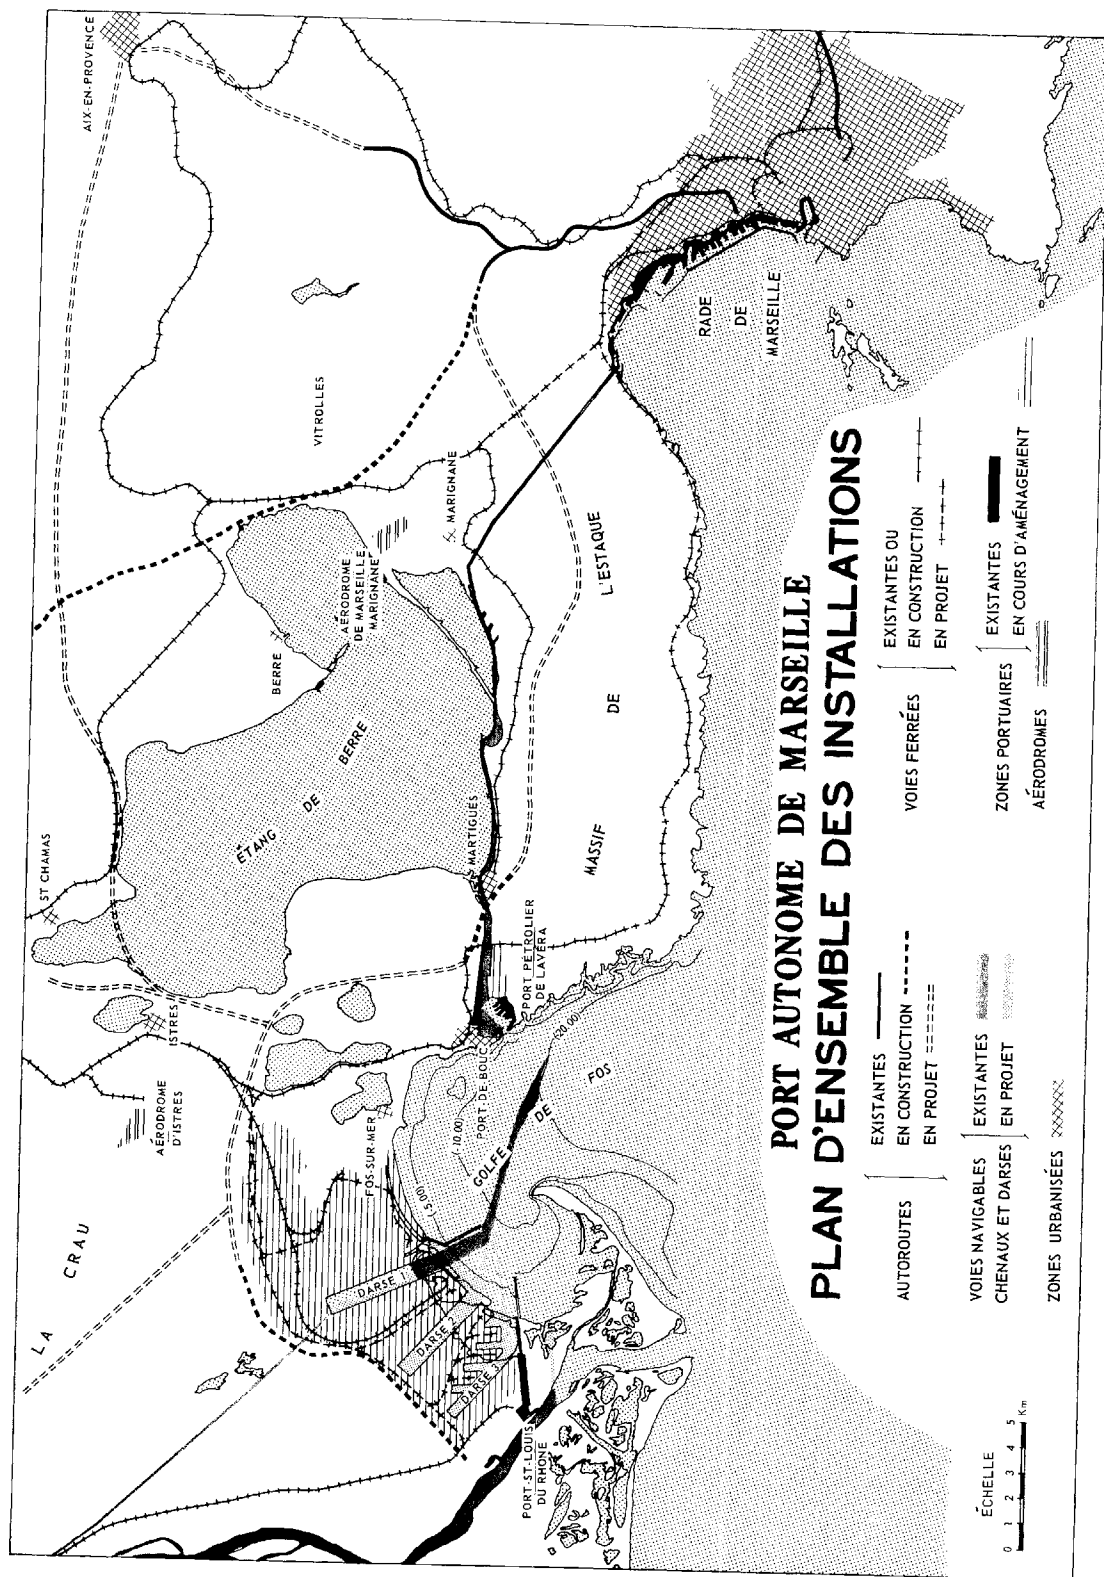 AIX-EN-PROVENCE
ST CHAMAS
VITROLLES
BERRE
AÉRODROME
DE MARSEILLE
MARIGNANE
MARIGNANE
ÉTANG DE BERRE
ISTRES
AÉRODROME
D'ISTRES
LA CRAU
MARTIGUES
L'ESTAQUE
MASSIF DE
RADE
DE
MARSEILLE
PORT PÉTROLIER
DE LAVÉRA
PORT-DE-BOUC
FOS-SUR-MER
(-5.00)
(-10.00)
(-20.00)
GOLFE DE FOS
DARSE 1
DARSE 2
DARSE 3
PORT-ST-LOUIS
DU RHONE
PORT AUTONOME DE MARSEILLE
PLAN D'ENSEMBLE DES INSTALLATIONS
AUTOROUTES
EXISTANTES
EN CONSTRUCTION
EN PROJET
VOIES NAVIGABLES
CHENAUX ET DARSES
EXISTANTES
EN PROJET
ZONES URBANISÉES
VOIES FERRÉES
EXISTANTES OU
EN CONSTRUCTION
EN PROJET
ZONES PORTUAIRES
EXISTANTES
EN COURS D'AMÉNAGEMENT
AÉRODROMES
ÉCHELLE
0 1 2 3 4 5 Km